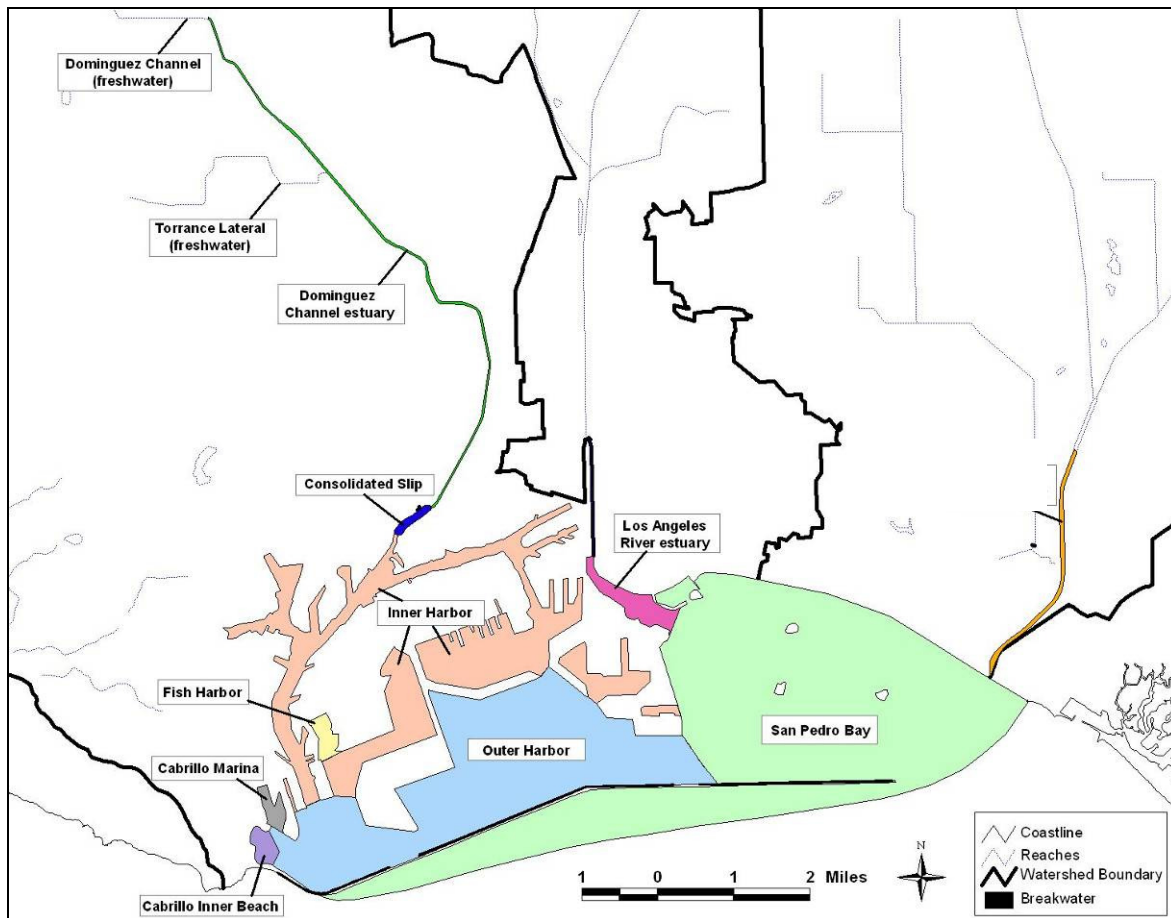 Dominguez Channel
(freshwater)
Torrance Lateral
(freshwater)
Dominguez
Channel estuary
Consolidated Slip
Los Angeles
River estuary
Inner Harbor
Fish Harbor
San Pedro Bay
Outer Harbor
Cabrillo Marina
Cabrillo Inner Beach
1 0 1 2 Miles
N
Coastline
Reaches
Watershed Boundary
Breakwater